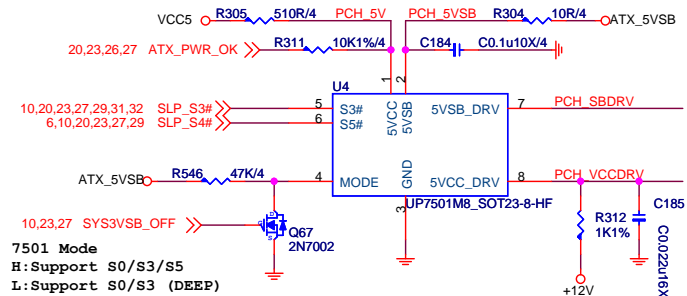 VCC5 R305 510R/4 PCH_5V PCH_5VSB R304 10R/4 ATX_5VSB
20,23,26,27 ATX_PWR_OK R311 10K1%/4 C184 C0.1u10X/4
U4
1 2
5VCC 5VSB
10,20,23,27,29,31,32 SLP_S3# 5 S3# 5VSB_DRV 7 PCH_SBDRV
6,10,20,23,27,29 SLP_S4# 6 S5#
ATX_5VSB R546 47K/4 4 MODE GND 5VCC_DRV 8 PCH_VCCDRV
3
UP7501M8_SOT23-8-HF
C185
C0.022u16X
10,23,27 SYS3VSB_OFF
Q67
2N7002
R312
1K1%
+12V
7501 Mode
H:Support S0/S3/S5
L:Support S0/S3 (DEEP)